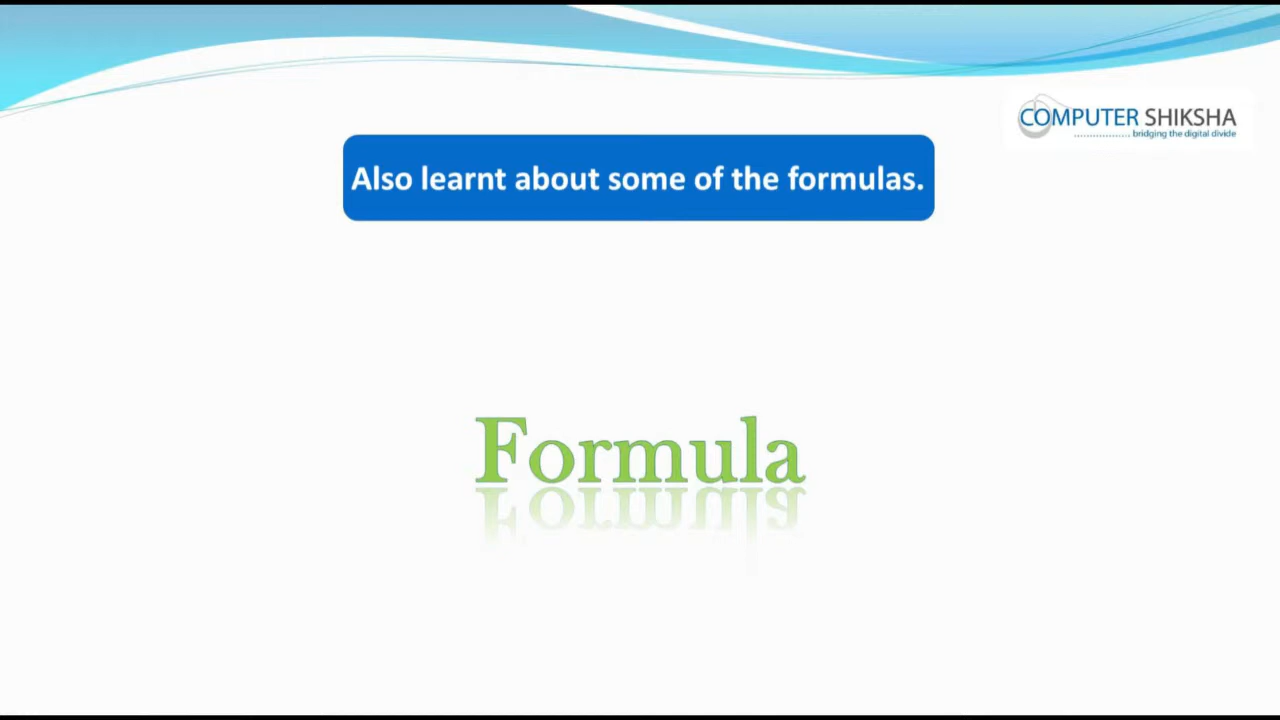 COMPUTER SHIKSHA
bridging the digital divide
Also learnt about some of the formulas.
Formula